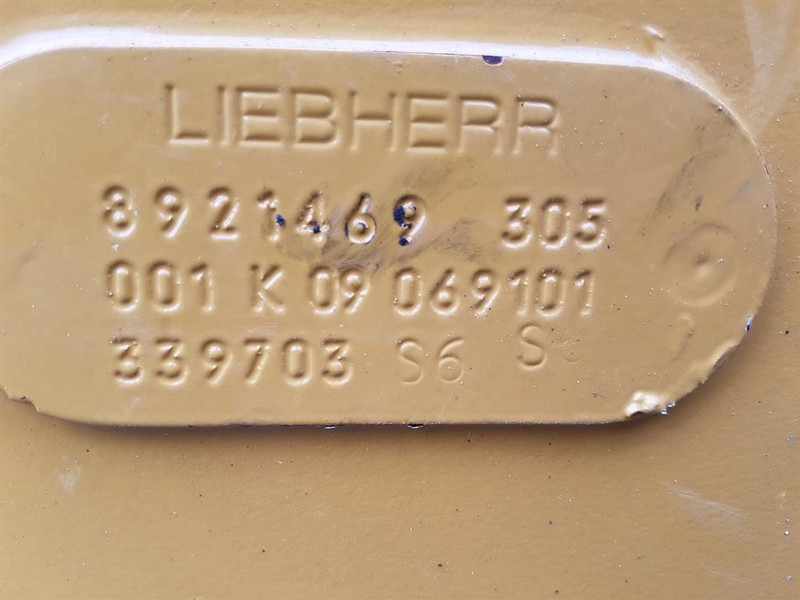 LIEBHERR
8921469 305
001 K 09 069101
339703 S6 S